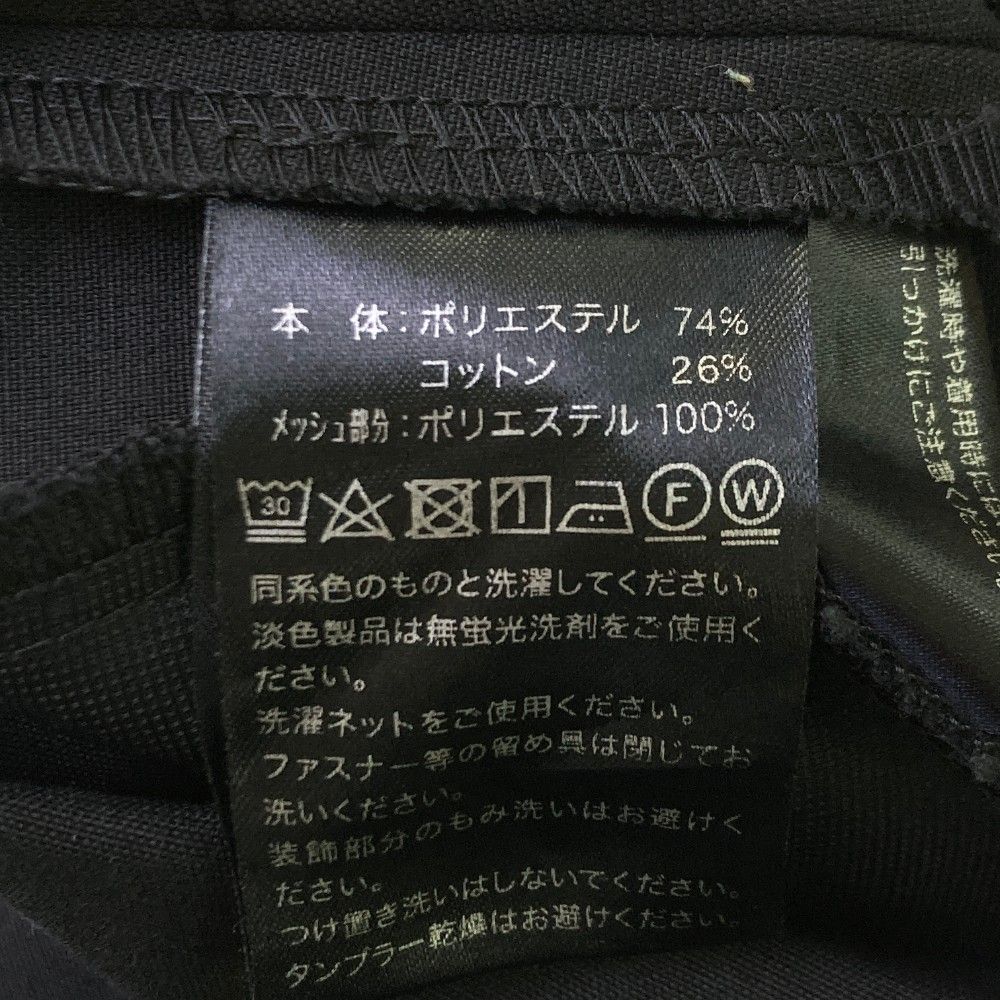 本 体：ポリエステル 74%
コットン 26%
メッシュ部分：ポリエステル 100%
30 F W
同系色のものと洗濯してください。
淡色製品は無蛍光洗剤をご使用く
ださい。
洗濯ネットをご使用ください。
ファスナー等の留め具は閉じてお
洗いください。
装飾部分のもみ洗いはお避けく
ださい。
つけ置き洗いはしないでください。
タンブラー乾燥はお避けください。
洗濯時や着用時には
引っかけにご注意ください